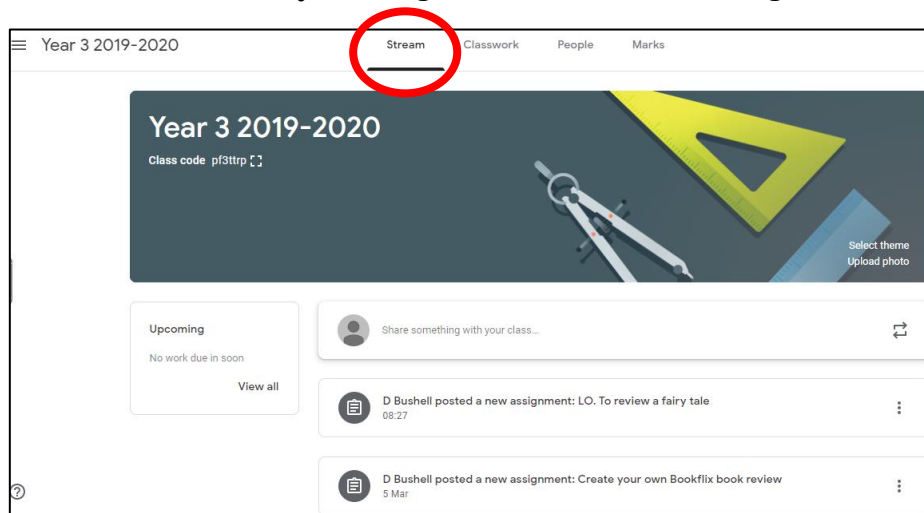 Year 3 2019-2020
Stream Classwork People Marks
Year 3 2019-2020
Class code pf3ttrp
Select theme
Upload photo
Upcoming
No work due in soon
View all
Share something with your class...
D Bushell posted a new assignment: LO. To review a fairy tale
08:27
D Bushell posted a new assignment: Create your own Bookflix book review
5 Mar